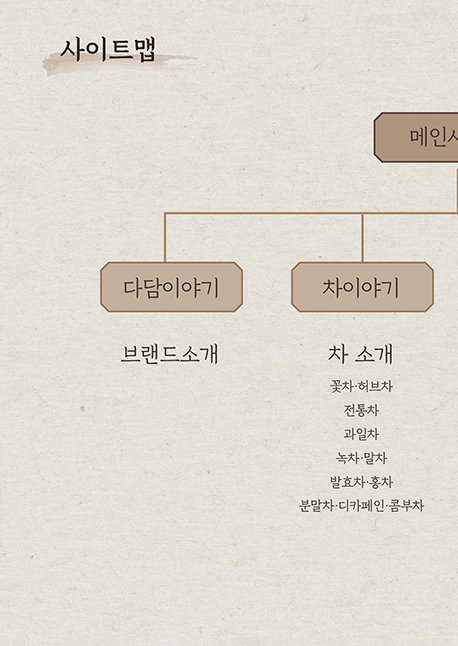 사이트맵
메인
다담이야기
차이야기
브랜드소개
차 소개
꽃차·허브차
전통차
과일차
녹차·말차
발효차·홍차
분말차·디카페인·콤부차